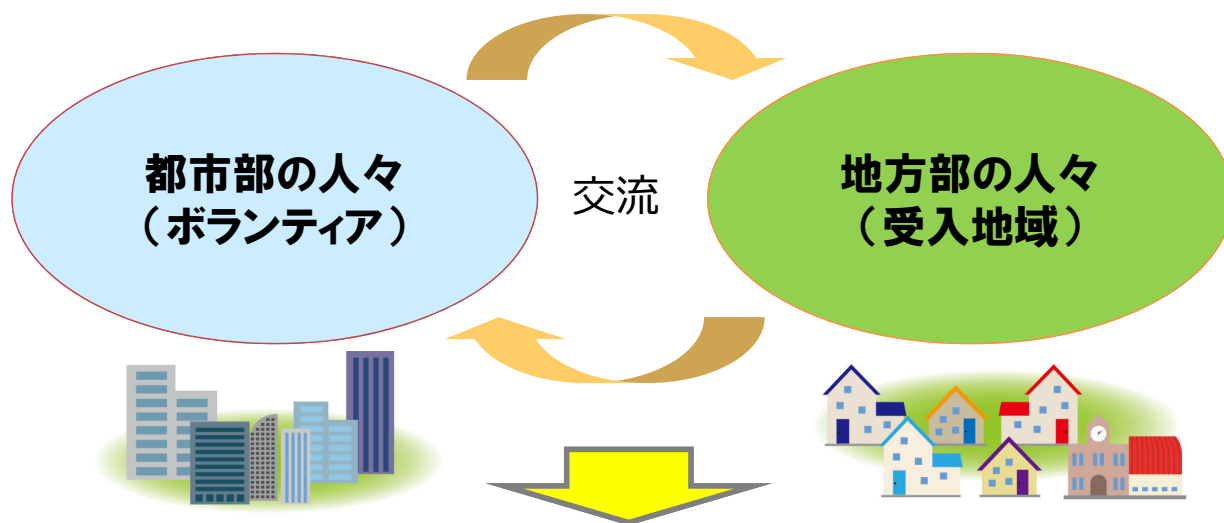 都市部の人々
（ボランティア）
交流
地方部の人々
（受入地域）